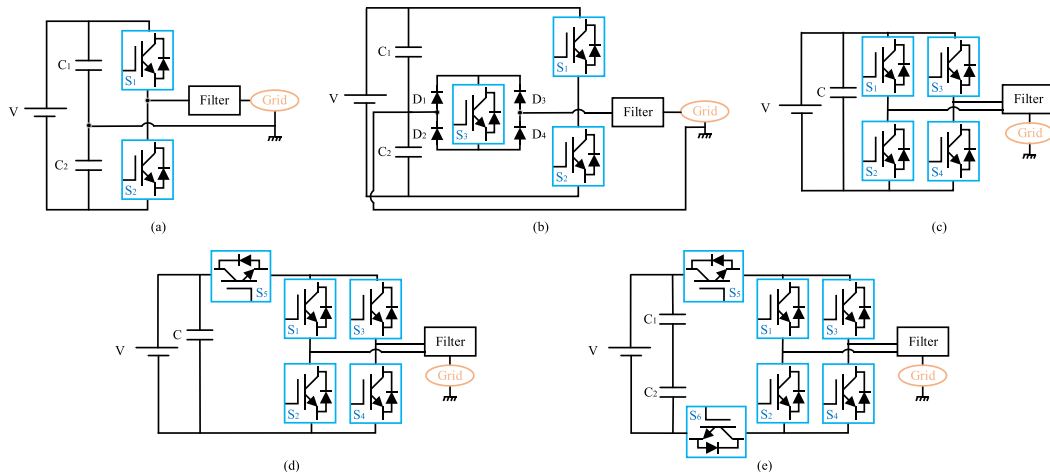 V
C1
C2
S1
S2
Filter
Grid
(a)
V
C1
C2
D1
D2
S3
D3
D4
S1
S2
Filter
Grid
(b)
V
C
S1
S3
S2
S4
Filter
Grid
(c)
V
C
S5
S1
S3
S2
S4
Filter
Grid
(d)
V
C1
C2
S5
S6
S1
S3
S2
S4
Filter
Grid
(e)